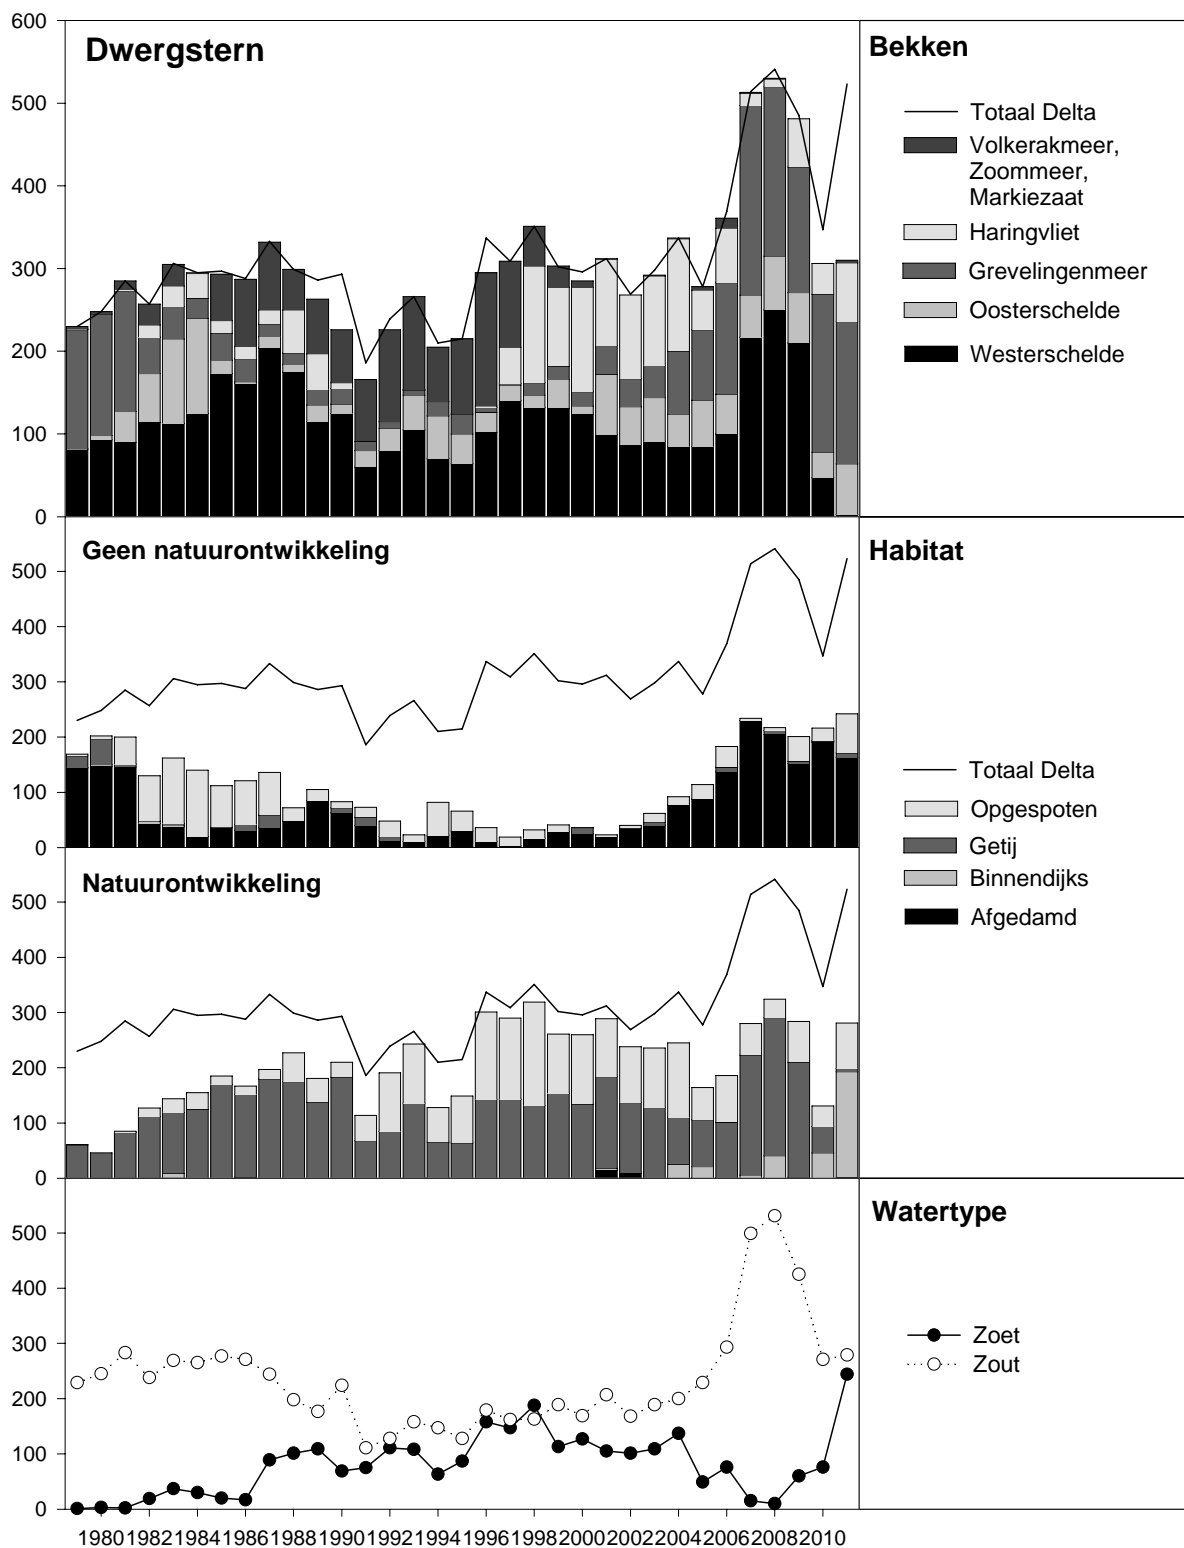 600
500
400
300
200
100
0
Dwergstern
Bekken
Totaal Delta
Volkerakmeer,
Zoommeer,
Markiezaat
Haringvliet
Grevelingenmeer
Oosterschelde
Westerschelde
500
400
300
200
100
0
Geen natuurontwikkeling
Habitat
Totaal Delta
Opgespoten
Getij
Binnendijks
Afgedamd
500
400
300
200
100
0
Natuurontwikkeling
500
400
300
200
100
0
Watertype
Zoet
Zout
1980 1982 1984 1986 1988 1990 1992 1994 1996 1998 2000 2002 2004 2006 2008 2010